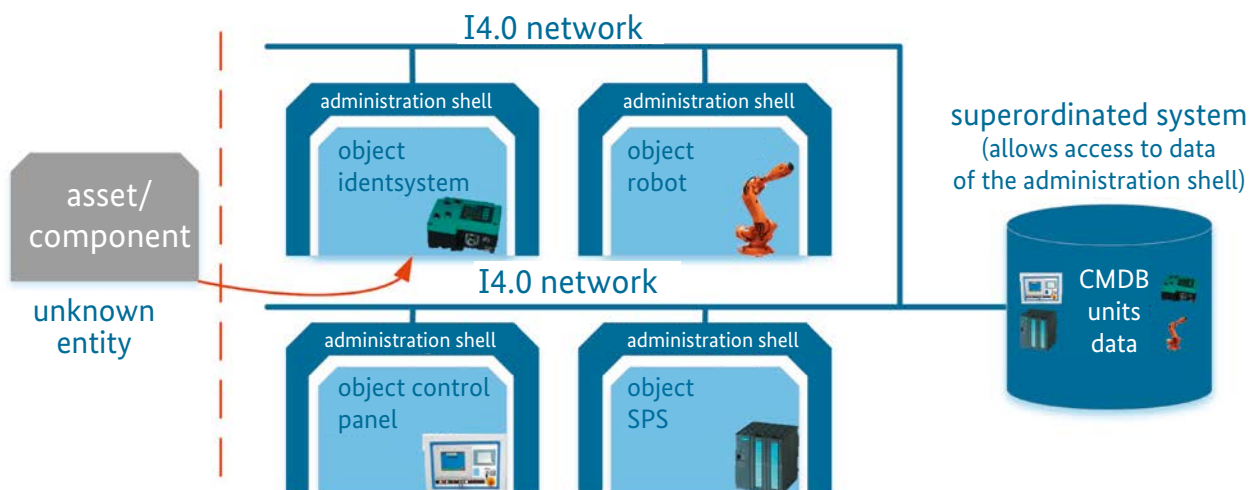 I4.0 network
administration shell
object
identsystem
administration shell
object
robot
asset/
component
unknown
entity
superordinated system
(allows access to data
of the administration shell)
CMDB
units
data
I4.0 network
administration shell
object control
panel
administration shell
object
SPS